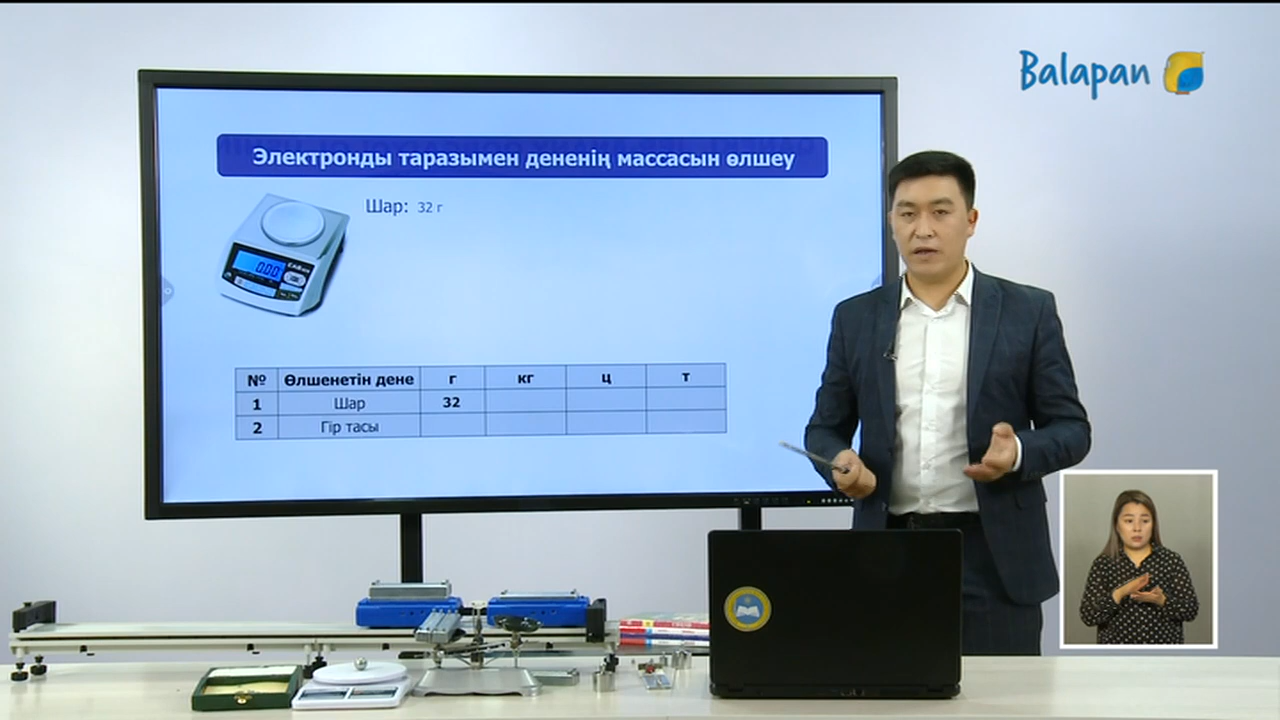 Balapan
Электронды таразымен дененің массасын өлшеу
Шар: 32 г
0.00
№ Өлшенетін дене г кг ц т
1 Шар 32
2 Гір тасы